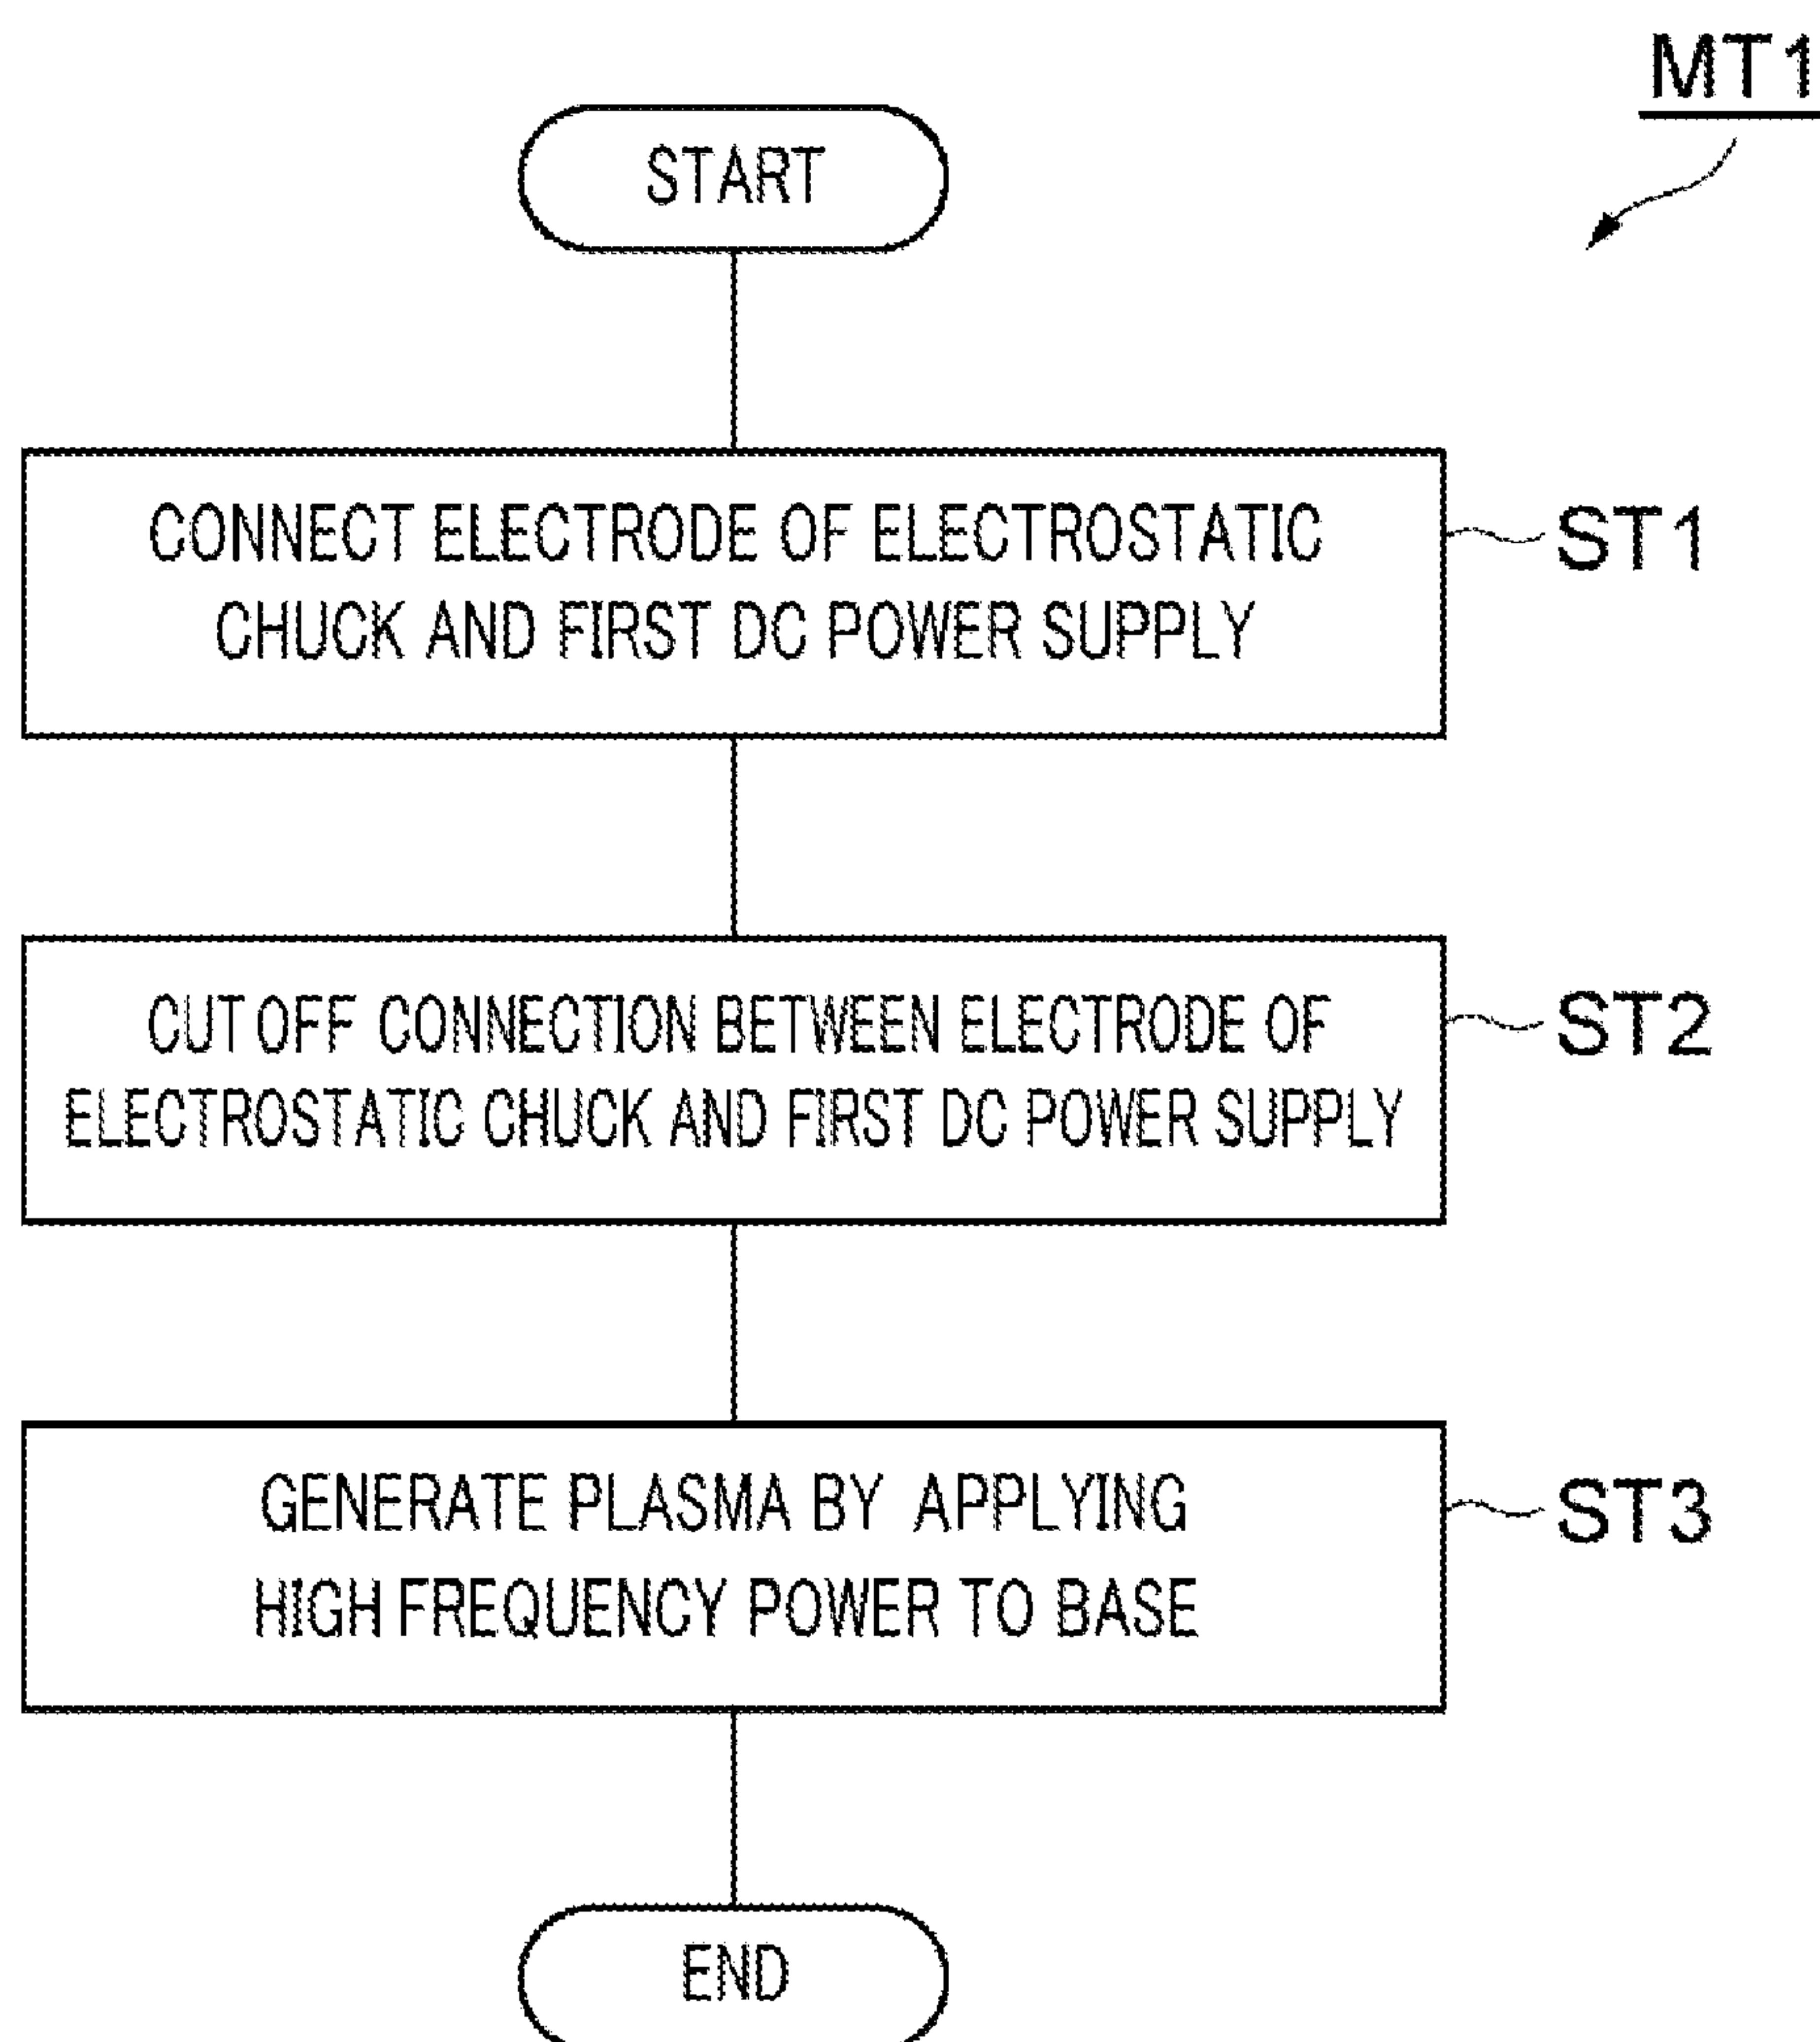 MT1
START
CONNECT ELECTRODE OF ELECTROSTATIC
CHUCK AND FIRST DC POWER SUPPLY
ST1
CUT OFF CONNECTION BETWEEN ELECTRODE OF
ELECTROSTATIC CHUCK AND FIRST DC POWER SUPPLY
ST2
GENERATE PLASMA BY APPLYING
HIGH FREQUENCY POWER TO BASE
ST3
END